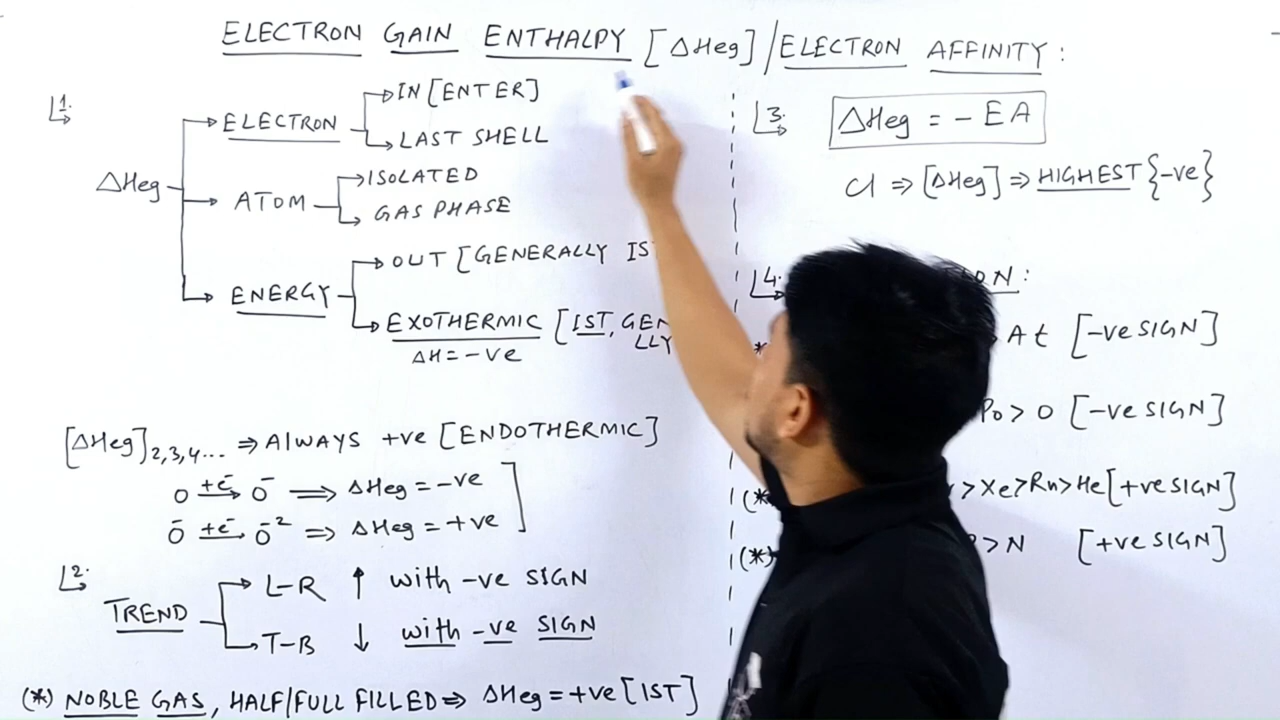 ELECTRON GAIN ENTHALPY [ΔHeg] / ELECTRON AFFINITY :
1.
ΔHeg
ELECTRON
IN [ENTER]
LAST SHELL
ATOM
ISOLATED
GAS PHASE
ENERGY
OUT [GENERALLY IS
EXOTHERMIC [IST, GEN
LLY
ΔH = -ve
[ΔHeg]2,3,4... ⇒ AlWAYS +ve [ENDOTHERMIC]
O +e⁻→ O⁻ ⇒ ΔHeg = -ve
O⁻ +e⁻→ O⁻² ⇒ ΔHeg = +ve
2.
TREND
L-R ↑ with -ve SIGN
T-B ↓ with -ve SIGN
(*) NOBLE GAS, HALF/FULL FILLED ⇒ ΔHeg = +ve [IST]
3.
ΔHeg = - EA
Cl ⇒ [ΔHeg] ⇒ HIGHEST {-ve}
4.
ON :
At [-ve SIGN]
Po > O [-ve SIGN]
(*) > Xe > Rn > He [+ve SIGN]
(*) > N [+ve SIGN]